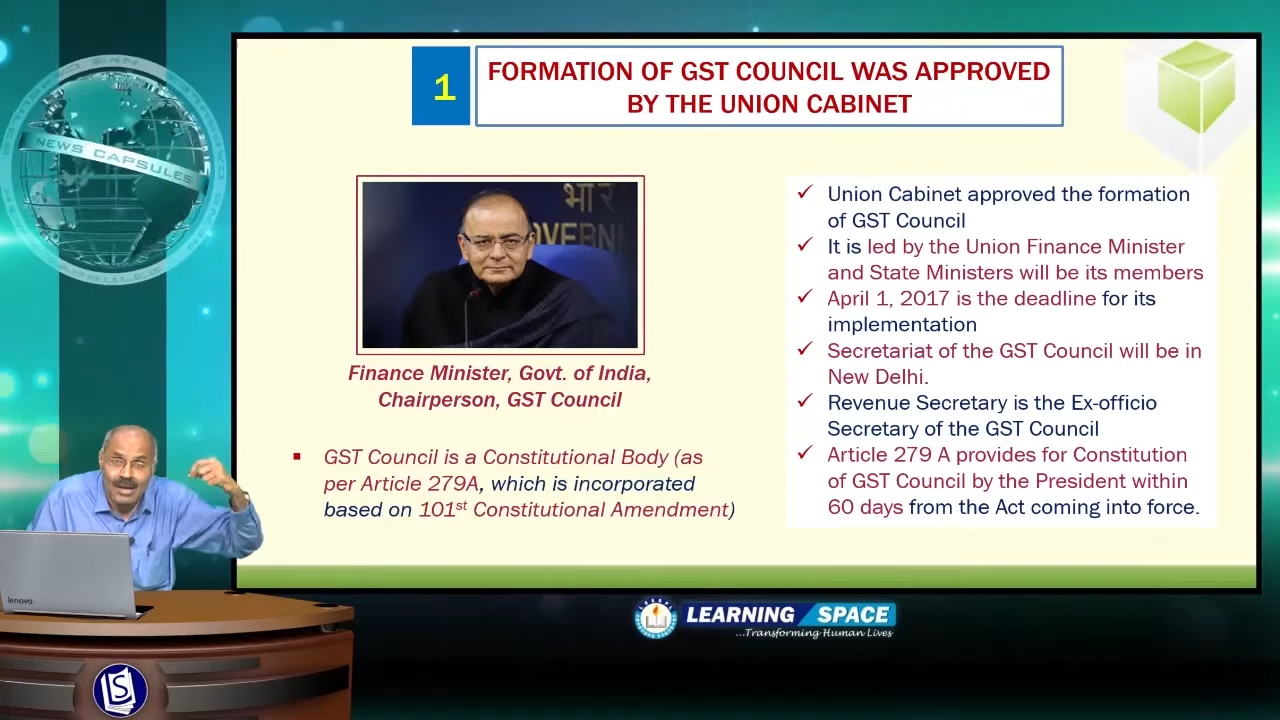 1
FORMATION OF GST COUNCIL WAS APPROVED
BY THE UNION CABINET
NEWS CAPSULES
Finance Minister, Govt. of India,
Chairperson, GST Council
GST Council is a Constitutional Body (as
per Article 279A, which is incorporated
based on 101st Constitutional Amendment)
Union Cabinet approved the formation
of GST Council
It is led by the Union Finance Minister
and State Ministers will be its members
April 1, 2017 is the deadline for its
implementation
Secretariat of the GST Council will be in
New Delhi.
Revenue Secretary is the Ex-officio
Secretary of the GST Council
Article 279 A provides for Constitution
of GST Council by the President within
60 days from the Act coming into force.
lenovo
LEARNING SPACE
...Transforming Human Lives
LS